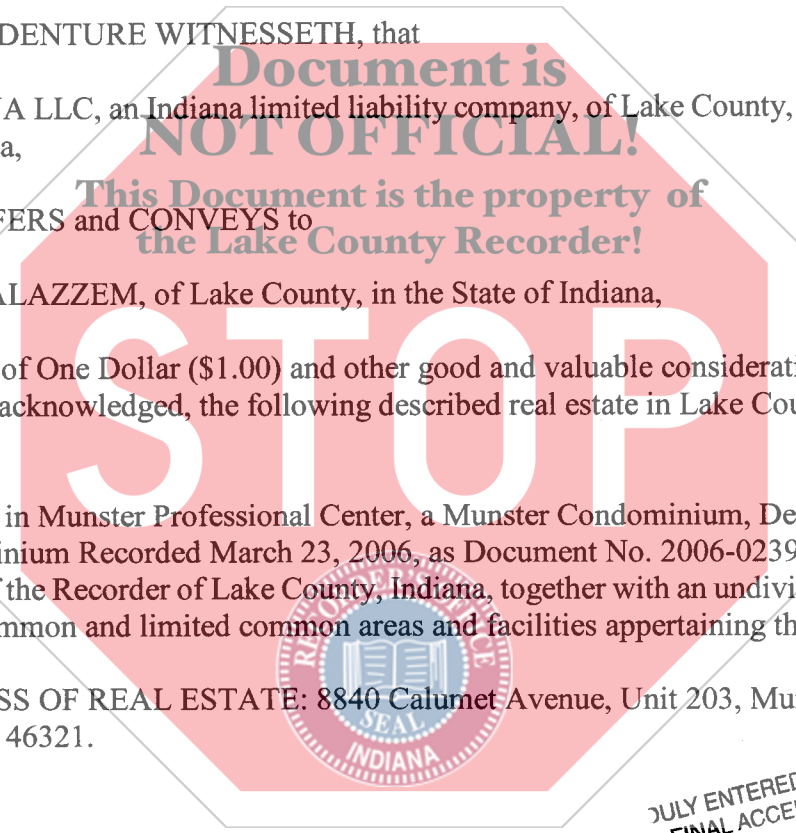 DENTURE WITNESSETH, that
Document is
A LLC, an Indiana limited liability company, of Lake County,
a,
NOT OFFICIAL!
This Document is the property of
FERS and CONVEYS to
the Lake County Recorder!
ALAZZEM, of Lake County, in the State of Indiana,
STOP
of One Dollar ($1.00) and other good and valuable considerati
acknowledged, the following described real estate in Lake Cou
in Munster Professional Center, a Munster Condominium, De
inium Recorded March 23, 2006, as Document No. 2006-0239
f the Recorder of Lake County, Indiana, together with an undivi
mmon and limited common areas and facilities appertaining th
RECORDER'S OFFICE
SEAL
INDIANA
SS OF REAL ESTATE: 8840 Calumet Avenue, Unit 203, Mu
46321.
DULY ENTERED
FINAL ACCE